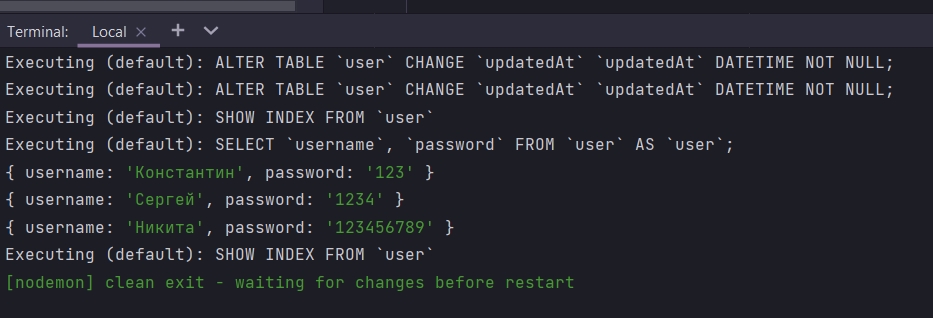 Terminal: Local × + 
Executing (default): ALTER TABLE `user` CHANGE `updatedAt` `updatedAt` DATETIME NOT NULL;
Executing (default): ALTER TABLE `user` CHANGE `updatedAt` `updatedAt` DATETIME NOT NULL;
Executing (default): SHOW INDEX FROM `user`
Executing (default): SELECT `username`, `password` FROM `user` AS `user`;
{ username: 'Константин', password: '123' }
{ username: 'Сергей', password: '1234' }
{ username: 'Никита', password: '123456789' }
Executing (default): SHOW INDEX FROM `user`
[nodemon] clean exit - waiting for changes before restart